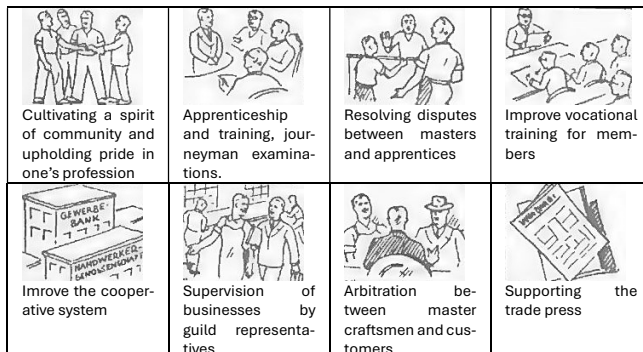 Cultivating a spirit
of community and
upholding pride in
one's profession
Apprenticeship
and training, jour-
neyman examina-
tions.
Resolving disputes
between masters
and apprentices
Improve vocational
training for mem-
bers
GEWERBE-
BANK
HANDWERKER
GENOSSENSCHAFT
Imrove the cooper-
ative system
Supervision of
businesses by
guild representa-
tives
Arbitration be-
tween master
craftsmen and cus-
tomers
Supporting the
trade press